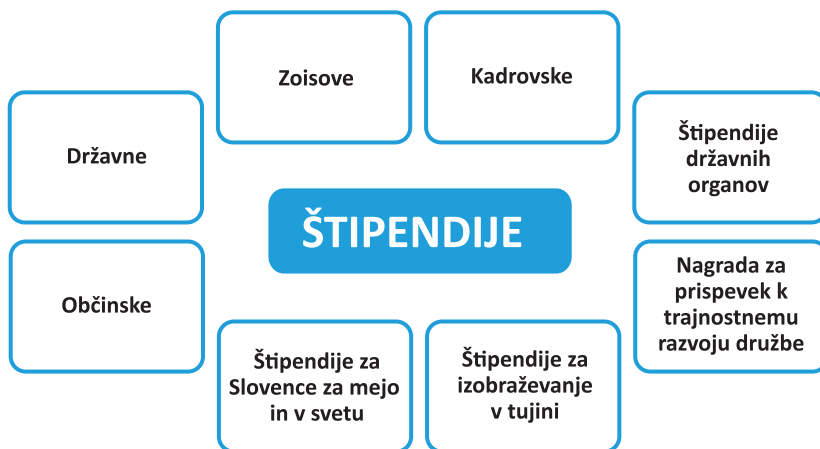 Zoisove
Kadrovske
Državne
Štipendije
državnih
organov
ŠTIPENDIJE
Občinske
Nagrada za
prispevek k
trajnostnemu
razvoju družbe
Štipendije za
Slovence za mejo
in v svetu
Štipendije za
izobraževanje
v tujini